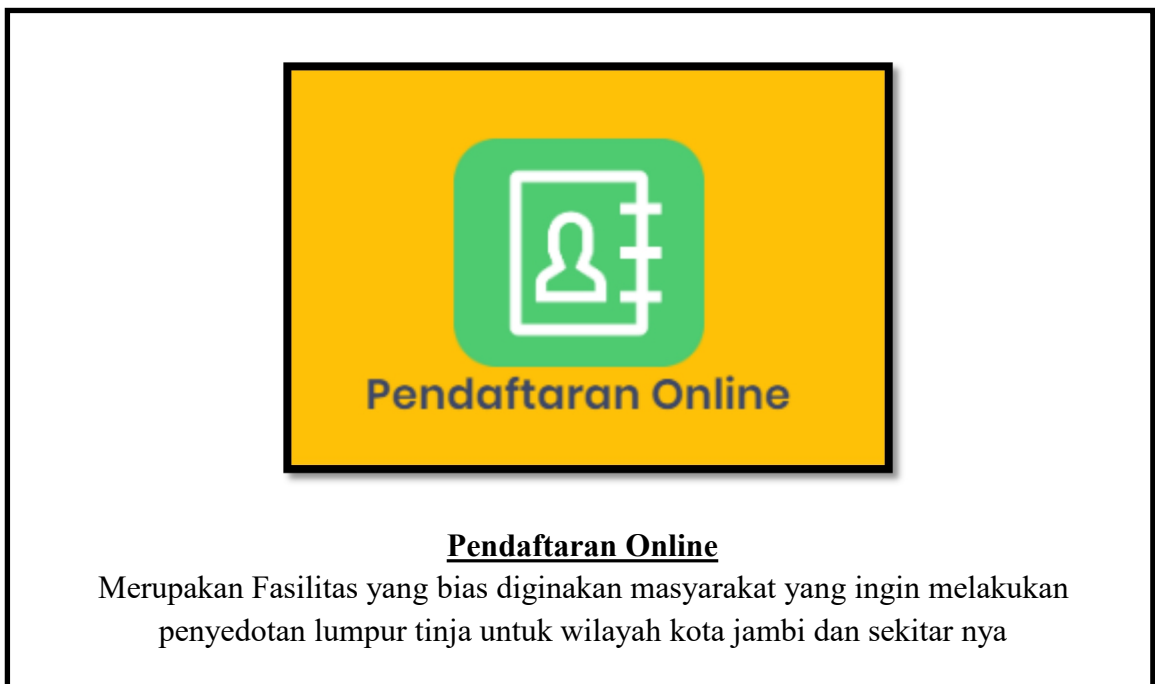 Pendaftaran Online
Pendaftaran Online
Merupakan Fasilitas yang bias diginakan masyarakat yang ingin melakukan
penyedotan lumpur tinja untuk wilayah kota jambi dan sekitar nya